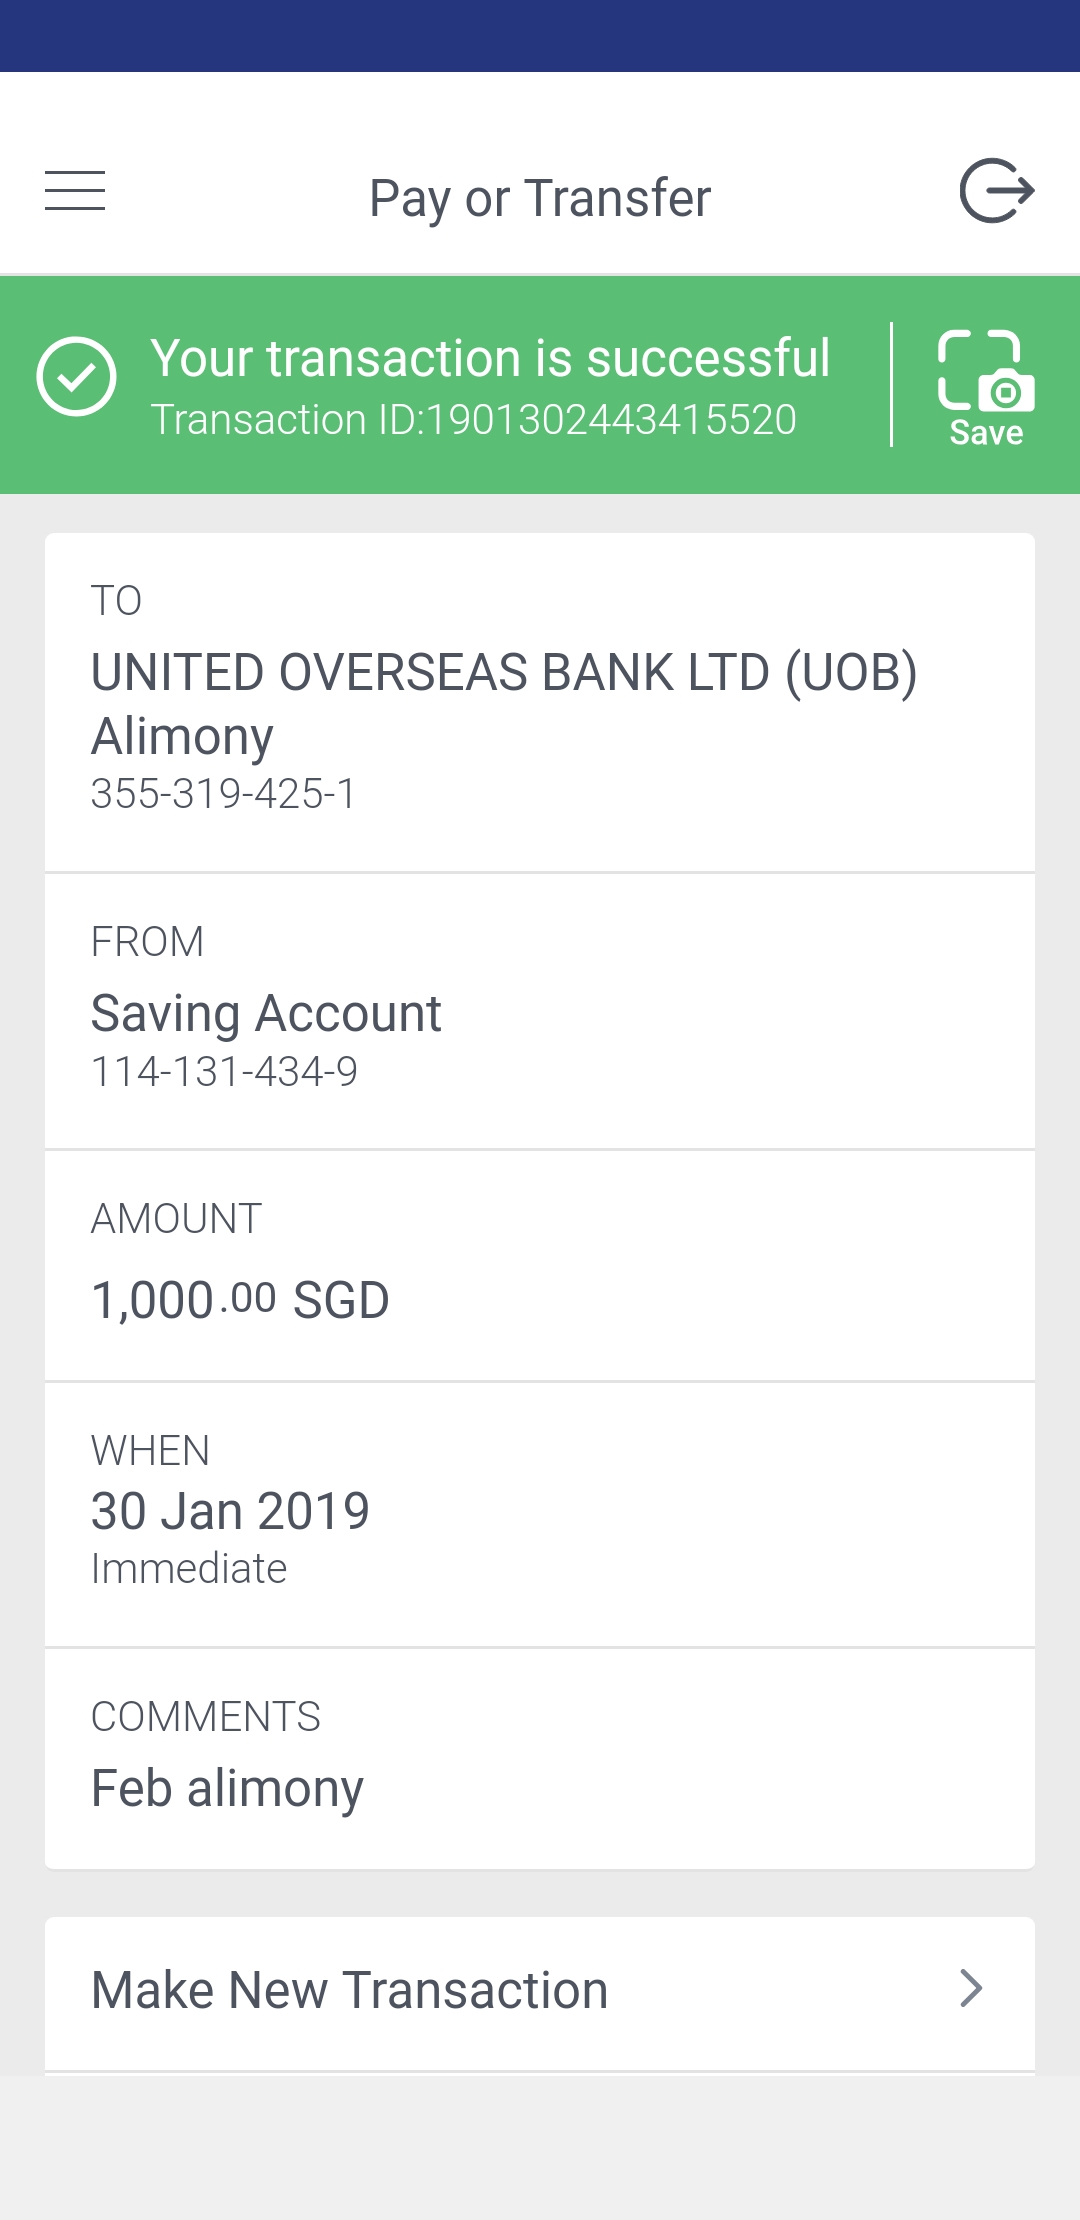 Pay or Transfer
Your transaction is successful
Transaction ID:1901302443415520
Save
TO
UNITED OVERSEAS BANK LTD (UOB)
Alimony
355-319-425-1
FROM
Saving Account
114-131-434-9
AMOUNT
1,000.00 SGD
WHEN
30 Jan 2019
Immediate
COMMENTS
Feb alimony
Make New Transaction